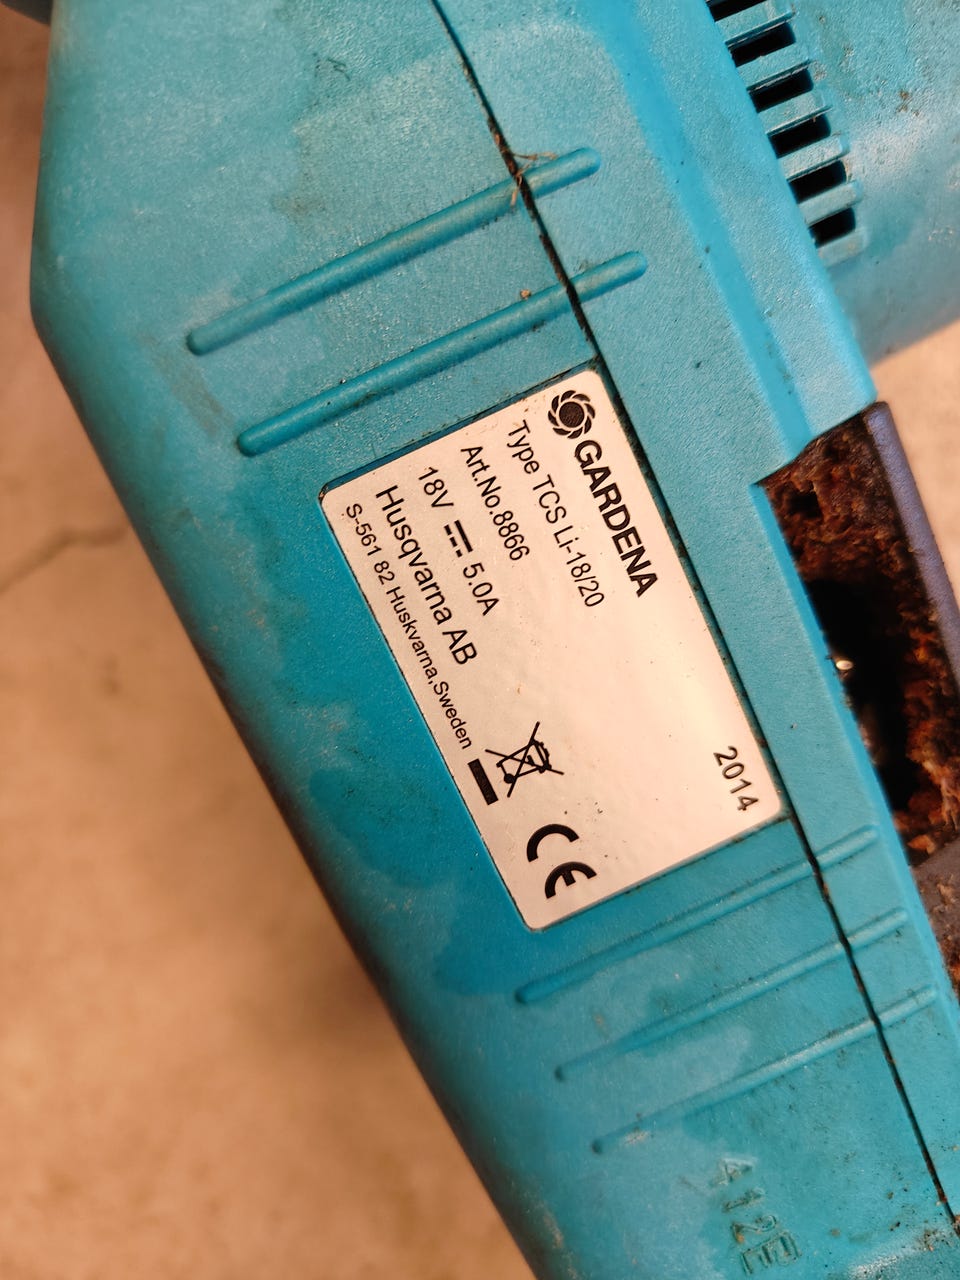 GARDENA
Type TCS Li-18/20
Art.No.8866
18V 5.0A
Husqvarna AB
S-561 82 Huskvarna,Sweden
2014
CE
412E